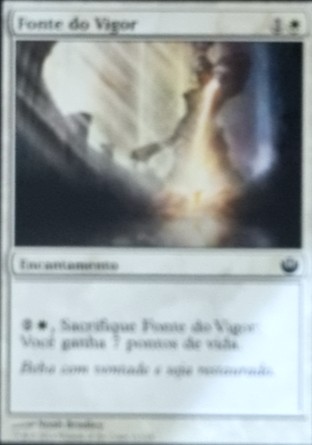 Fonte do Vigor 1
Encantamento
Sacrifique Fonte do Vigor:
Você ganha 7 pontos de vida.
Beba com vontade e seja restaurado.